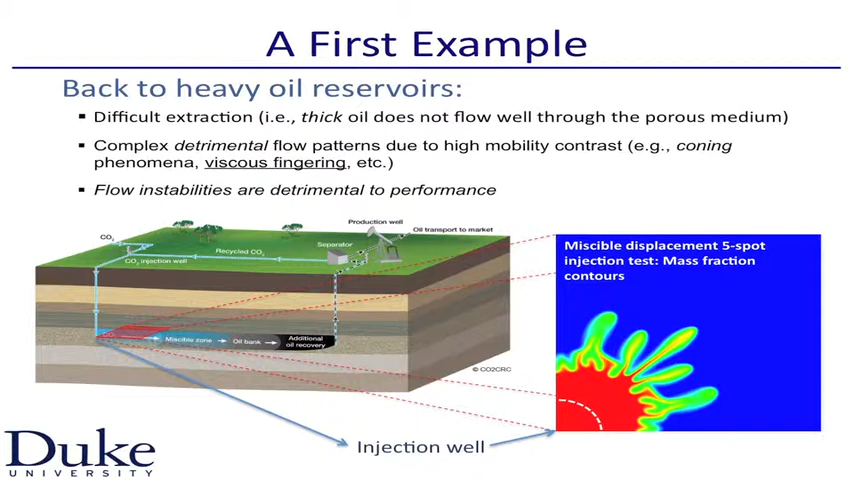 A First Example
Back to heavy oil reservoirs:
▪ Difficult extraction (i.e., thick oil does not flow well through the porous medium)
▪ Complex detrimental flow patterns due to high mobility contrast (e.g., coning
phenomena, viscous fingering, etc.)
▪ Flow instabilities are detrimental to performance
Production well
Oil transport to market
CO₂
Recycled CO₂
Separator
CO₂ injection well
Miscible zone
Oil bank
Additional
oil recovery
© CO2CRC
Miscible displacement 5-spot
injection test: Mass fraction
contours
Injection well
Duke
UNIVERSITY